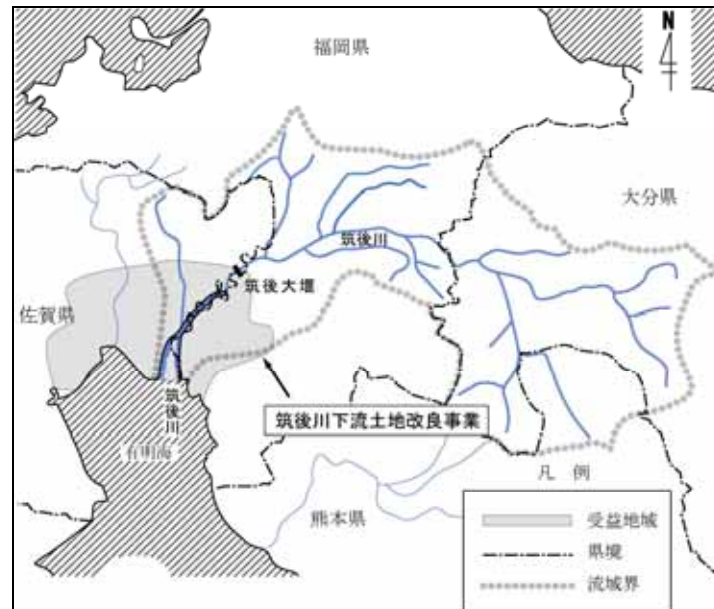 N
福岡県
大分県
筑後川
筑後大堰
佐賀県
筑後川
有明海
筑後川下流土地改良事業
熊本県
凡 例
受益地域
県境
流域界